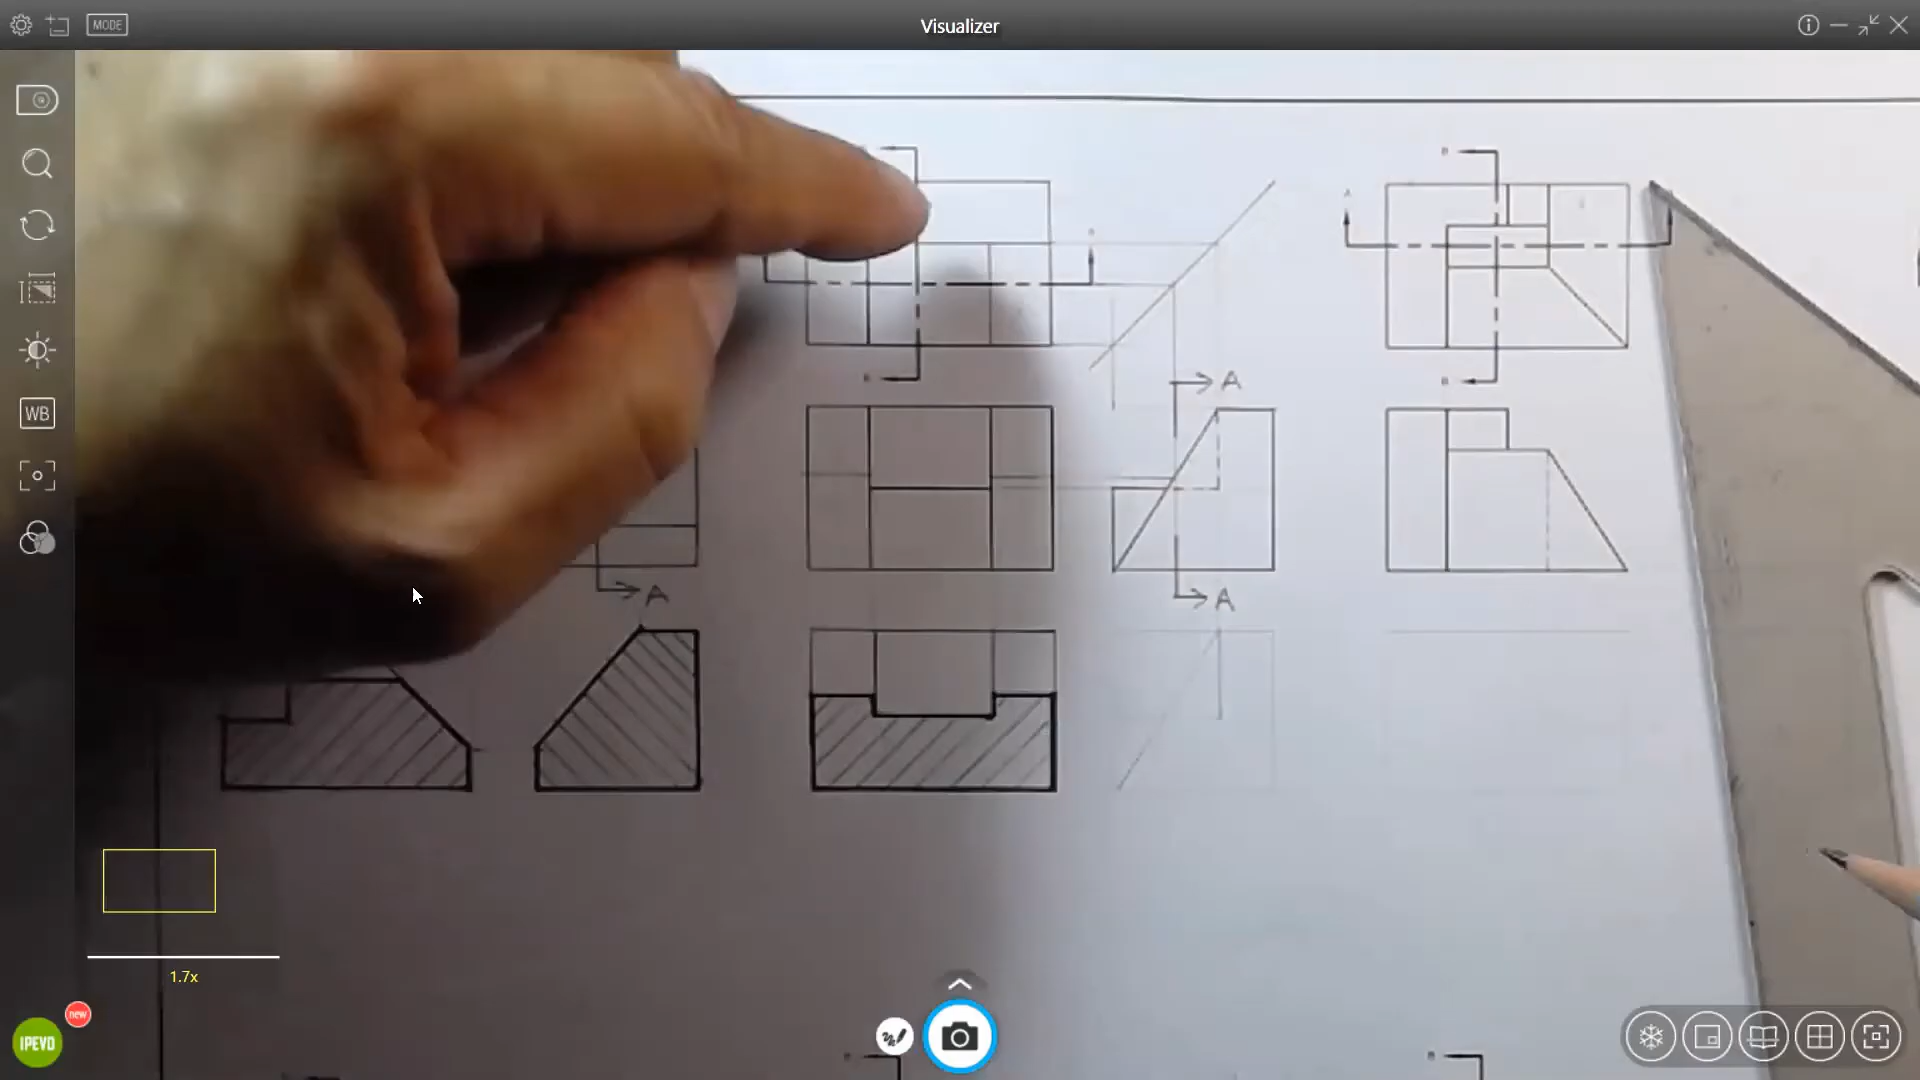 MODE
Visualizer
WB
A
A
A
A
1.7x
new
IPEVO